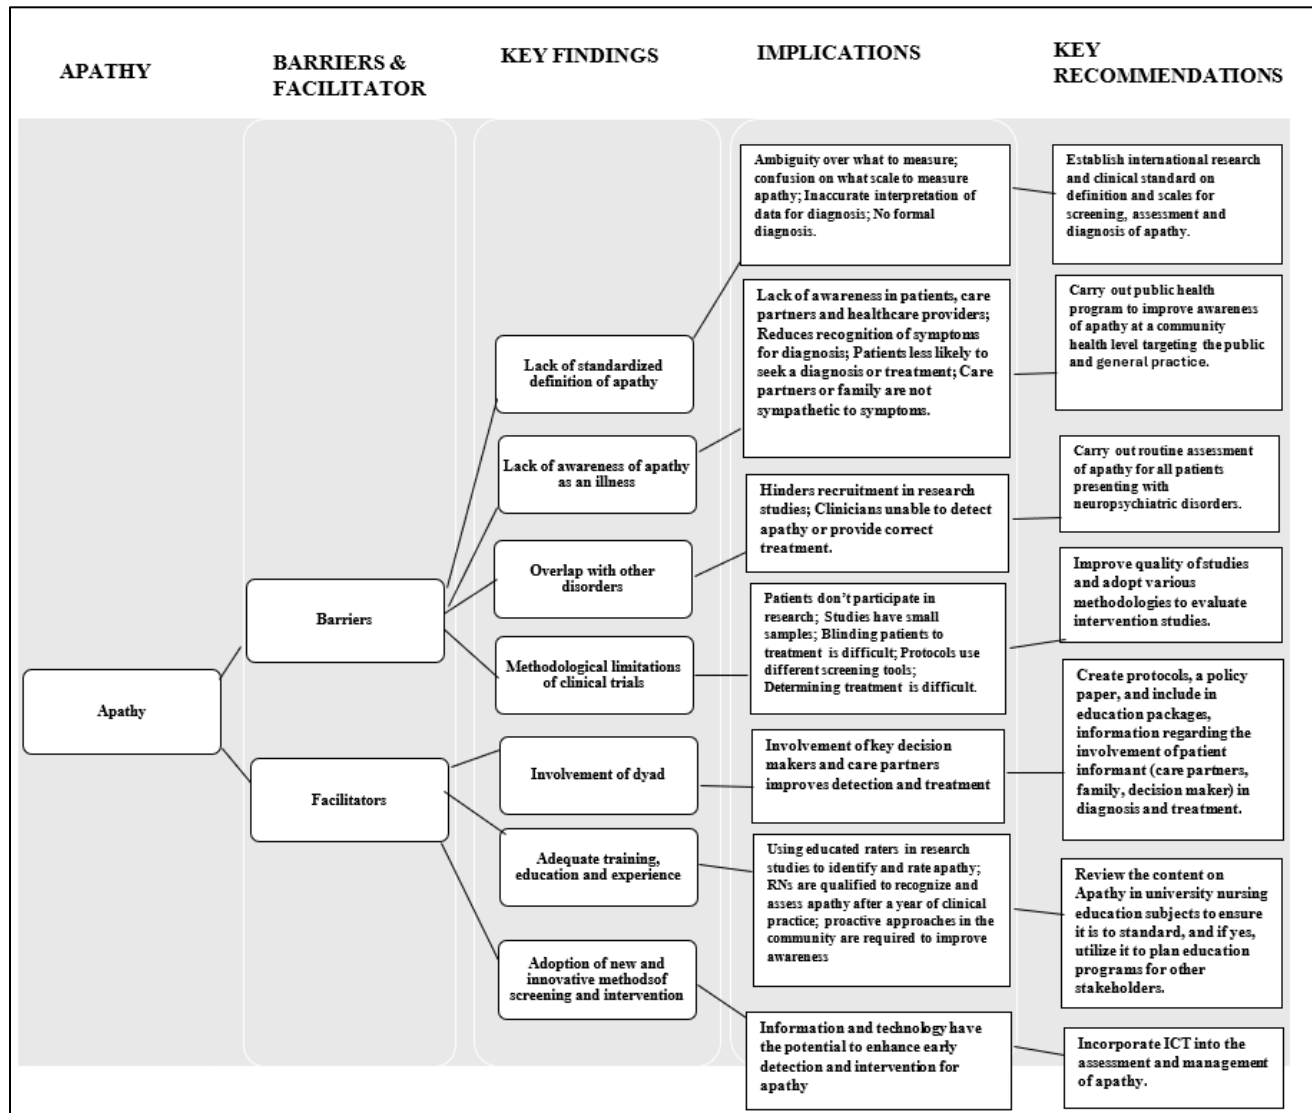 APATHY
BARRIERS &
FACILITATOR
KEY FINDINGS
IMPLICATIONS
KEY
RECOMMENDATIONS
Apathy
Barriers
Facilitators
Lack of standardized
definition of apathy
Lack of awareness of apathy
as an illness
Overlap with other
disorders
Methodological limitations
of clinical trials
Involvement of dyad
Adequate training,
education and experience
Adoption of new and
innovative methodsof
screening and intervention
Ambiguity over what to measure;
confusion on what scale to measure
apathy; Inaccurate interpretation of
data for diagnosis; No formal
diagnosis.
Lack of awareness in patients, care
partners and healthcare providers;
Reduces recognition of symptoms
for diagnosis; Patients less likely to
seek a diagnosis or treatment; Care
partners or family are not
sympathetic to symptoms.
Hinders recruitment in research
studies; Clinicians unable to detect
apathy or provide correct
treatment.
Patients don’t participate in
research; Studies have small
samples; Blinding patients to
treatment is difficult; Protocols use
different screening tools;
Determining treatment is difficult.
Involvement of key decision
makers and care partners
improves detection and treatment
Using educated raters in research
studies to identify and rate apathy;
RNs are qualified to recognize and
assess apathy after a year of clinical
practice; proactive approaches in the
community are required to improve
awareness
Information and technology have
the potential to enhance early
detection and intervention for
apathy
Establish international research
and clinical standard on
definition and scales for
screening, assessment and
diagnosis of apathy.
Carry out public health
program to improve awareness
of apathy at a community
health level targeting the public
and general practice.
Carry out routine assessment
of apathy for all patients
presenting with
neuropsychiatric disorders.
Improve quality of studies
and adopt various
methodologies to evaluate
intervention studies.
Create protocols, a policy
paper, and include in
education packages,
information regarding the
involvement of patient
informant (care partners,
family, decision maker) in
diagnosis and treatment.
Review the content on
Apathy in university nursing
education subjects to ensure
it is to standard, and if yes,
utilize it to plan education
programs for other
stakeholders.
Incorporate ICT into the
assessment and management
of apathy.